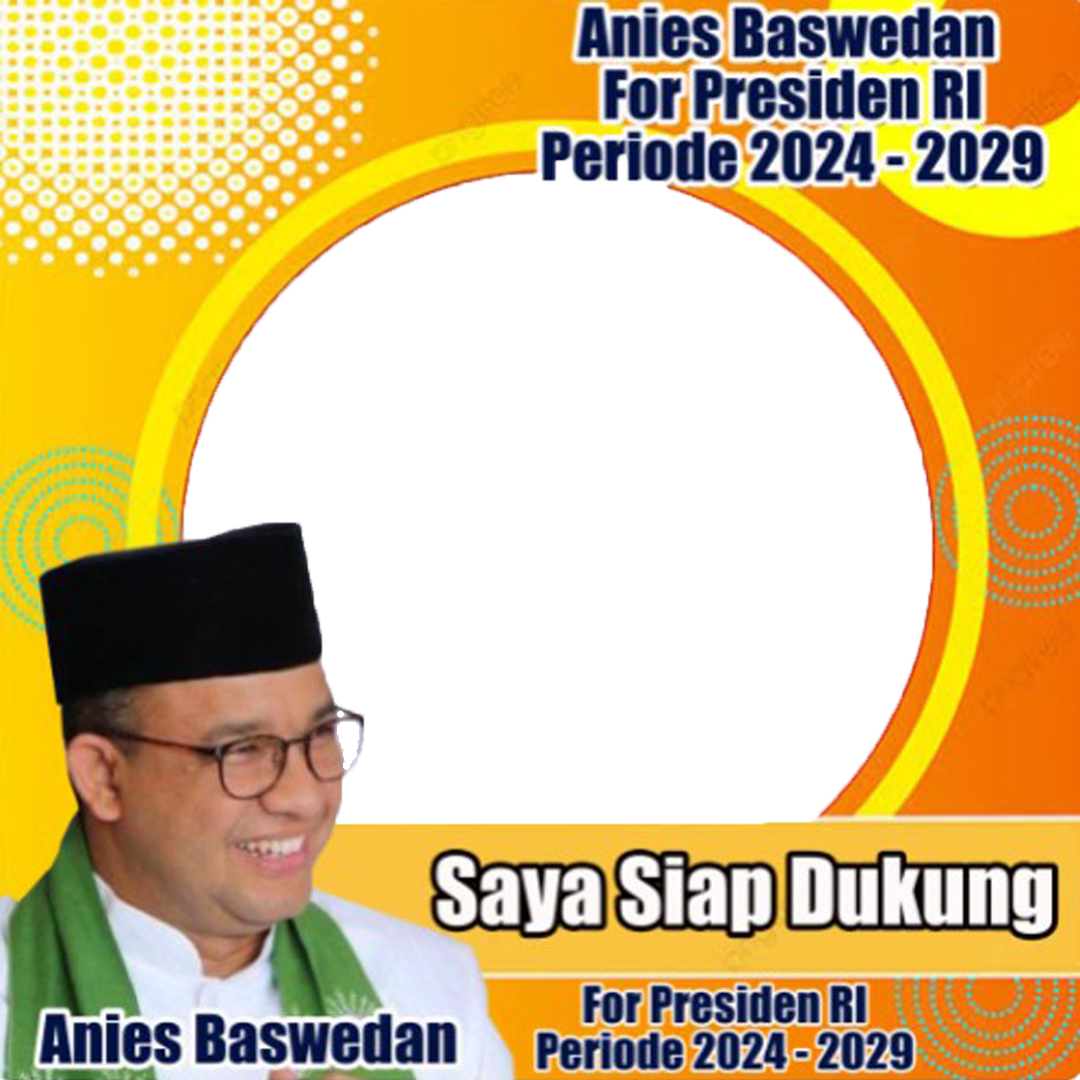 Anies Baswedan
For Presiden RI
Periode 2024 - 2029
Saya Siap Dukung
Anies Baswedan
For Presiden RI
Periode 2024 - 2029